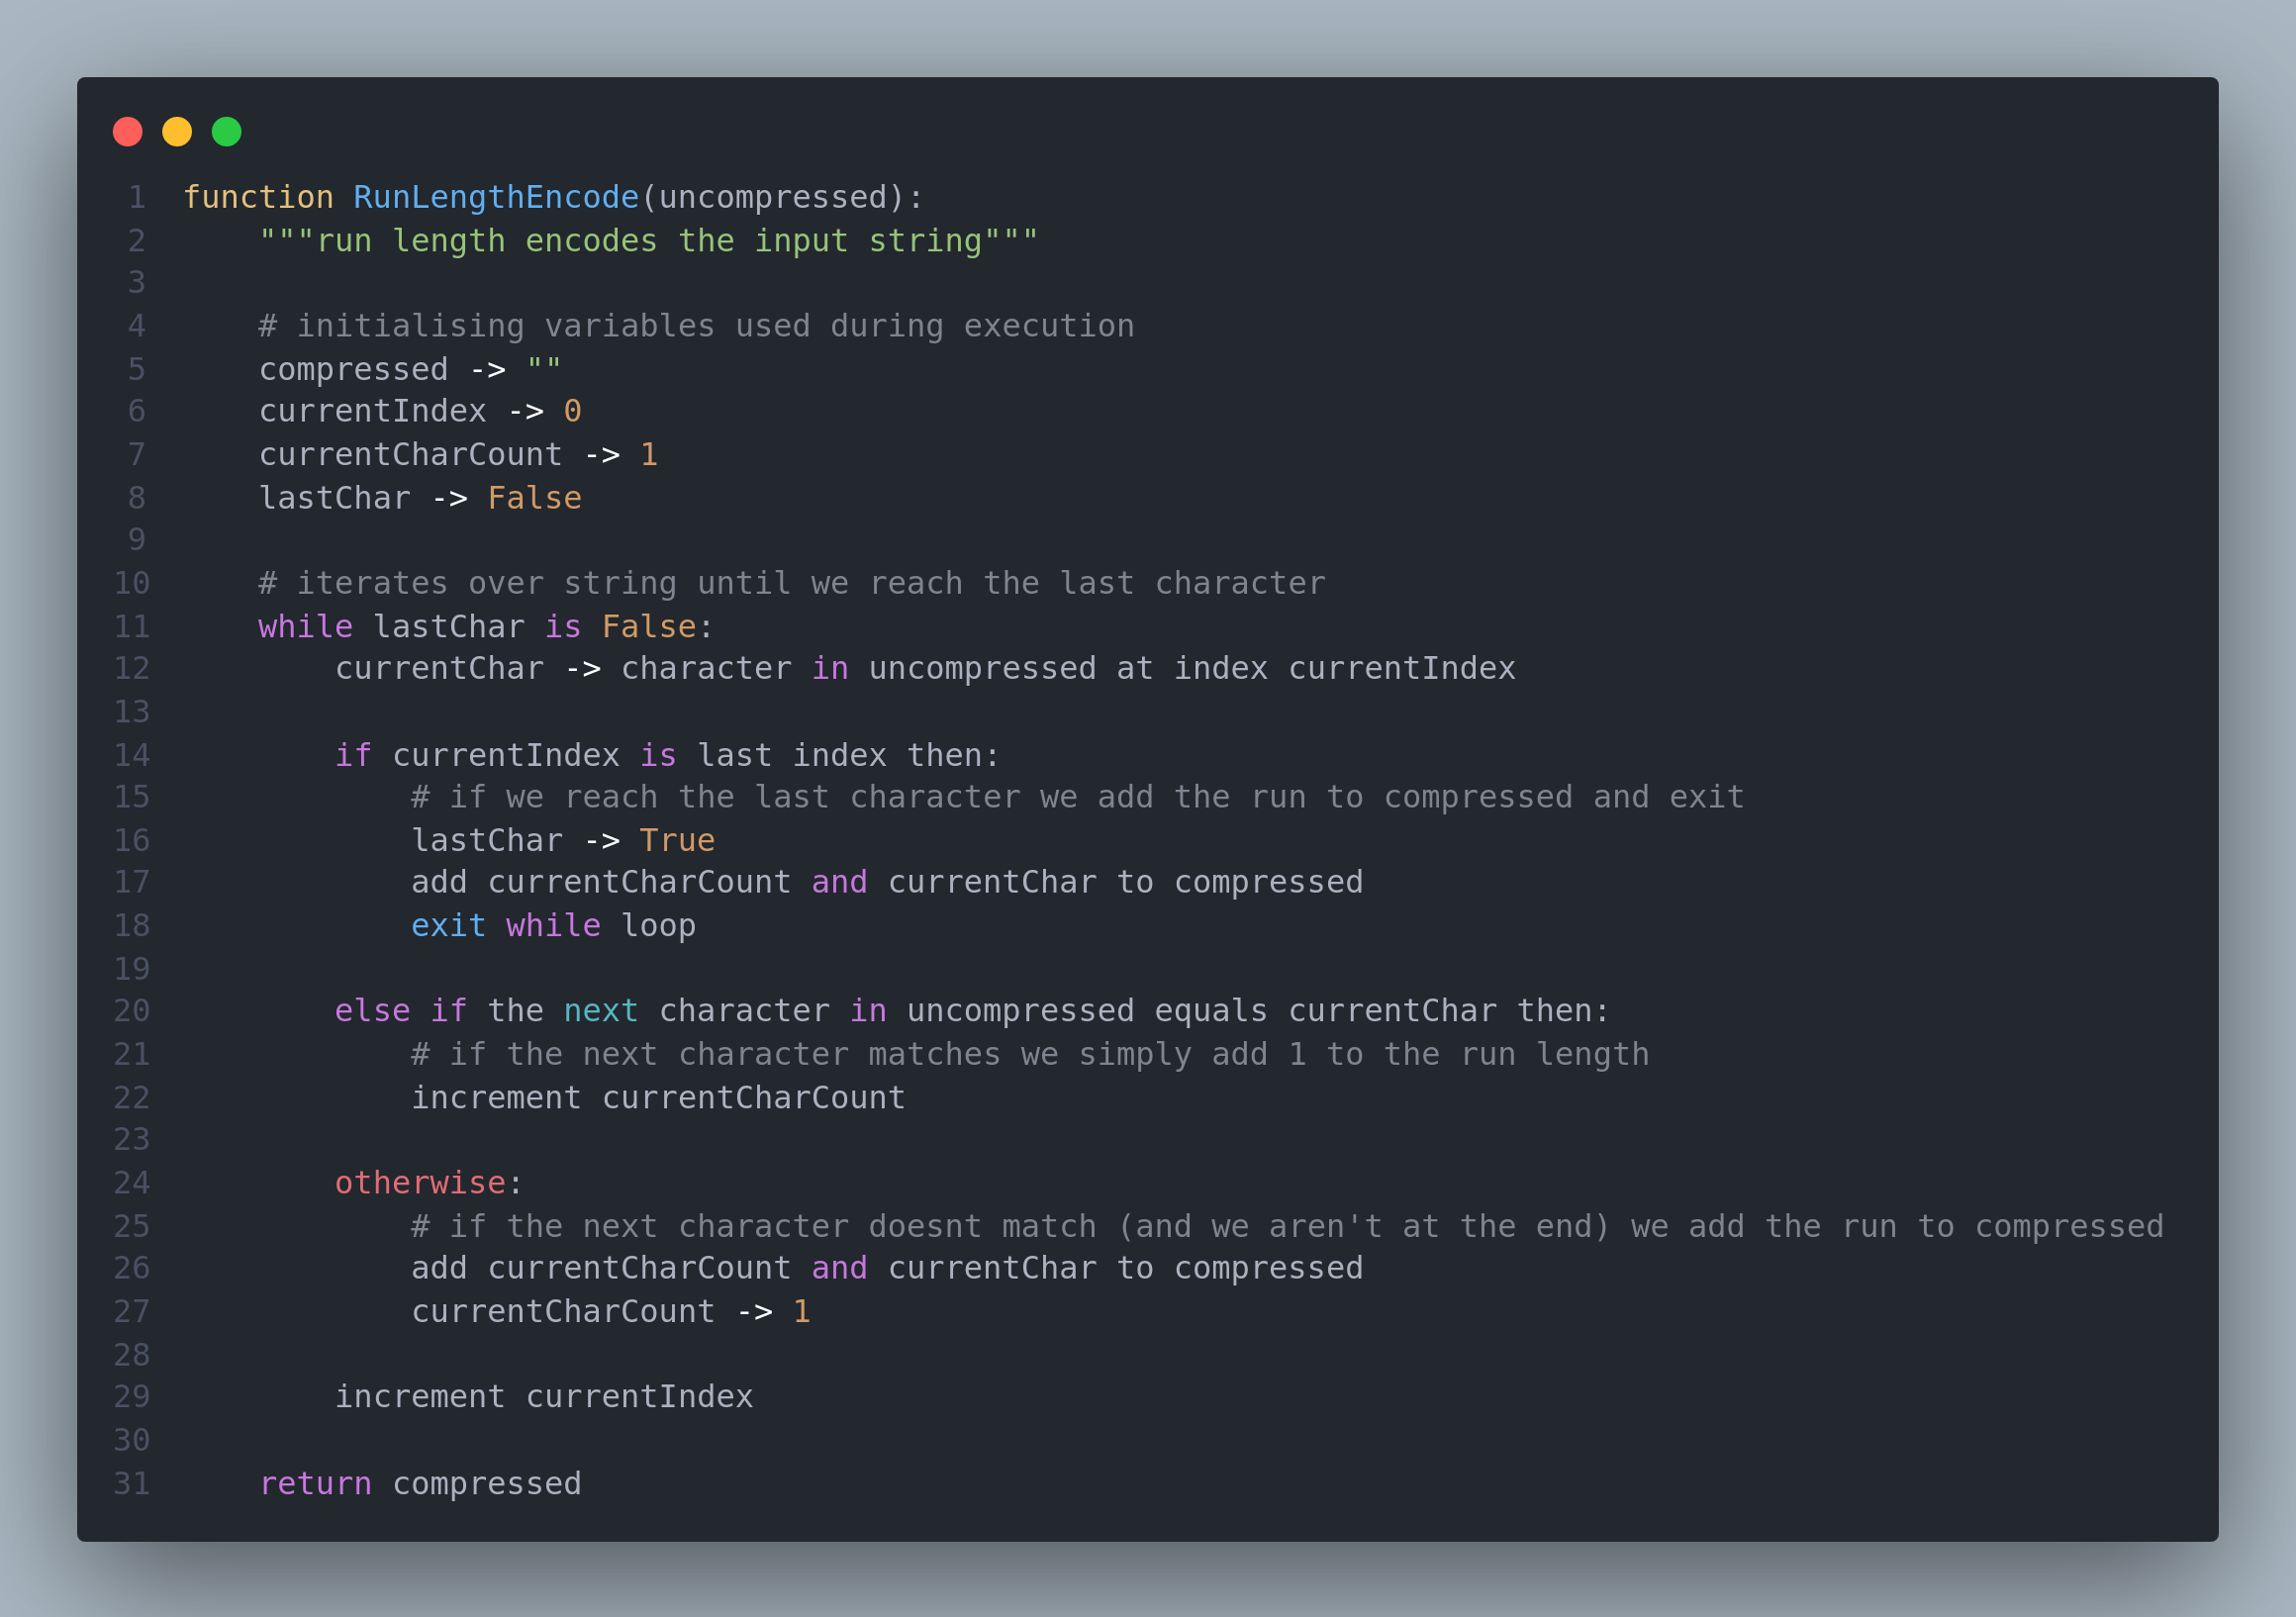 1 function RunLengthEncode(uncompressed):
2     """run length encodes the input string"""
3
4     # initialising variables used during execution
5     compressed -> ""
6     currentIndex -> 0
7     currentCharCount -> 1
8     lastChar -> False
9
10     # iterates over string until we reach the last character
11     while lastChar is False:
12         currentChar -> character in uncompressed at index currentIndex
13
14         if currentIndex is last index then:
15             # if we reach the last character we add the run to compressed and exit
16             lastChar -> True
17             add currentCharCount and currentChar to compressed
18             exit while loop
19
20         else if the next character in uncompressed equals currentChar then:
21             # if the next character matches we simply add 1 to the run length
22             increment currentCharCount
23
24         otherwise:
25             # if the next character doesnt match (and we aren't at the end) we add the run to compressed
26             add currentCharCount and currentChar to compressed
27             currentCharCount -> 1
28
29         increment currentIndex
30
31     return compressed